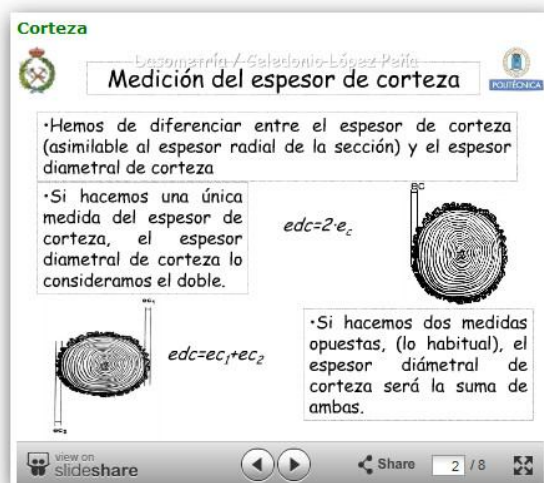 Corteza
Dasometría / Celedonio López Peña
Medición del espesor de corteza
POLITÉCNICA
·Hemos de diferenciar entre el espesor de corteza
(asimilable al espesor radial de la sección) y el espesor
diametral de corteza
·Si hacemos una única
medida del espesor de
corteza, el espesor
diametral de corteza lo
consideramos el doble.
edc=2·ec
ec
ec1
edc=ec1+ec2
ec2
·Si hacemos dos medidas
opuestas, (lo habitual), el
espesor diámetral de
corteza será la suma de
ambas.
view on
slideshare
Share
2 / 8